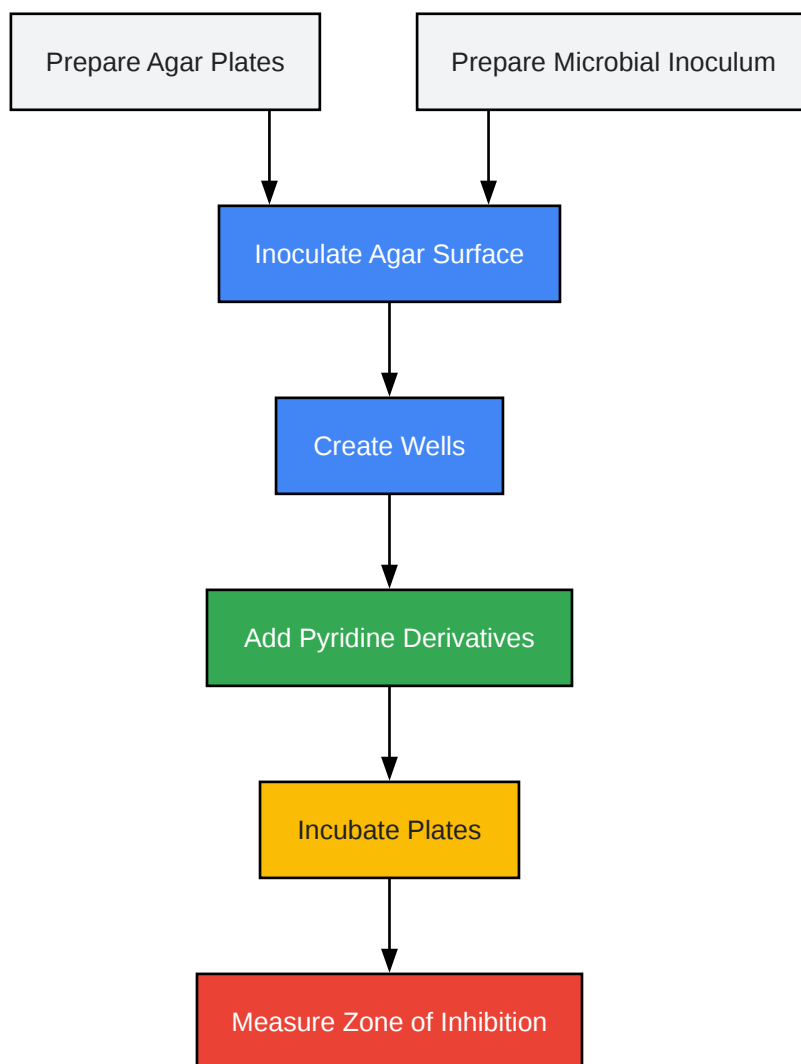 Prepare Agar Plates
Prepare Microbial Inoculum
Inoculate Agar Surface
Create Wells
Add Pyridine Derivatives
Incubate Plates
Measure Zone of Inhibition